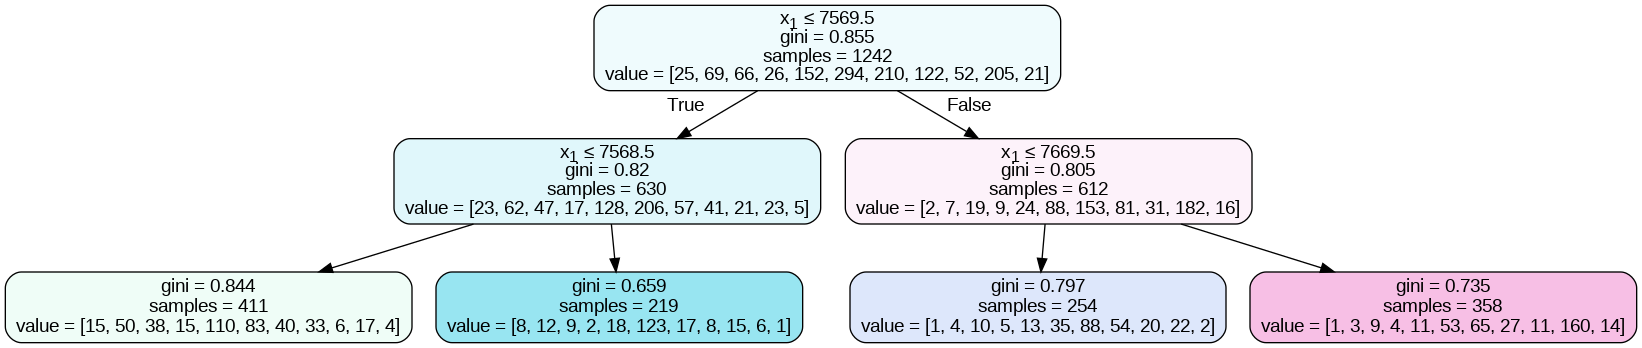 x₁ ≤ 7569.5
gini = 0.855
samples = 1242
value = [25, 69, 66, 26, 152, 294, 210, 122, 52, 205, 21]
True
False
x₁ ≤ 7568.5
gini = 0.82
samples = 630
value = [23, 62, 47, 17, 128, 206, 57, 41, 21, 23, 5]
x₁ ≤ 7669.5
gini = 0.805
samples = 612
value = [2, 7, 19, 9, 24, 88, 153, 81, 31, 182, 16]
gini = 0.844
samples = 411
value = [15, 50, 38, 15, 110, 83, 40, 33, 6, 17, 4]
gini = 0.659
samples = 219
value = [8, 12, 9, 2, 18, 123, 17, 8, 15, 6, 1]
gini = 0.797
samples = 254
value = [1, 4, 10, 5, 13, 35, 88, 54, 20, 22, 2]
gini = 0.735
samples = 358
value = [1, 3, 9, 4, 11, 53, 65, 27, 11, 160, 14]